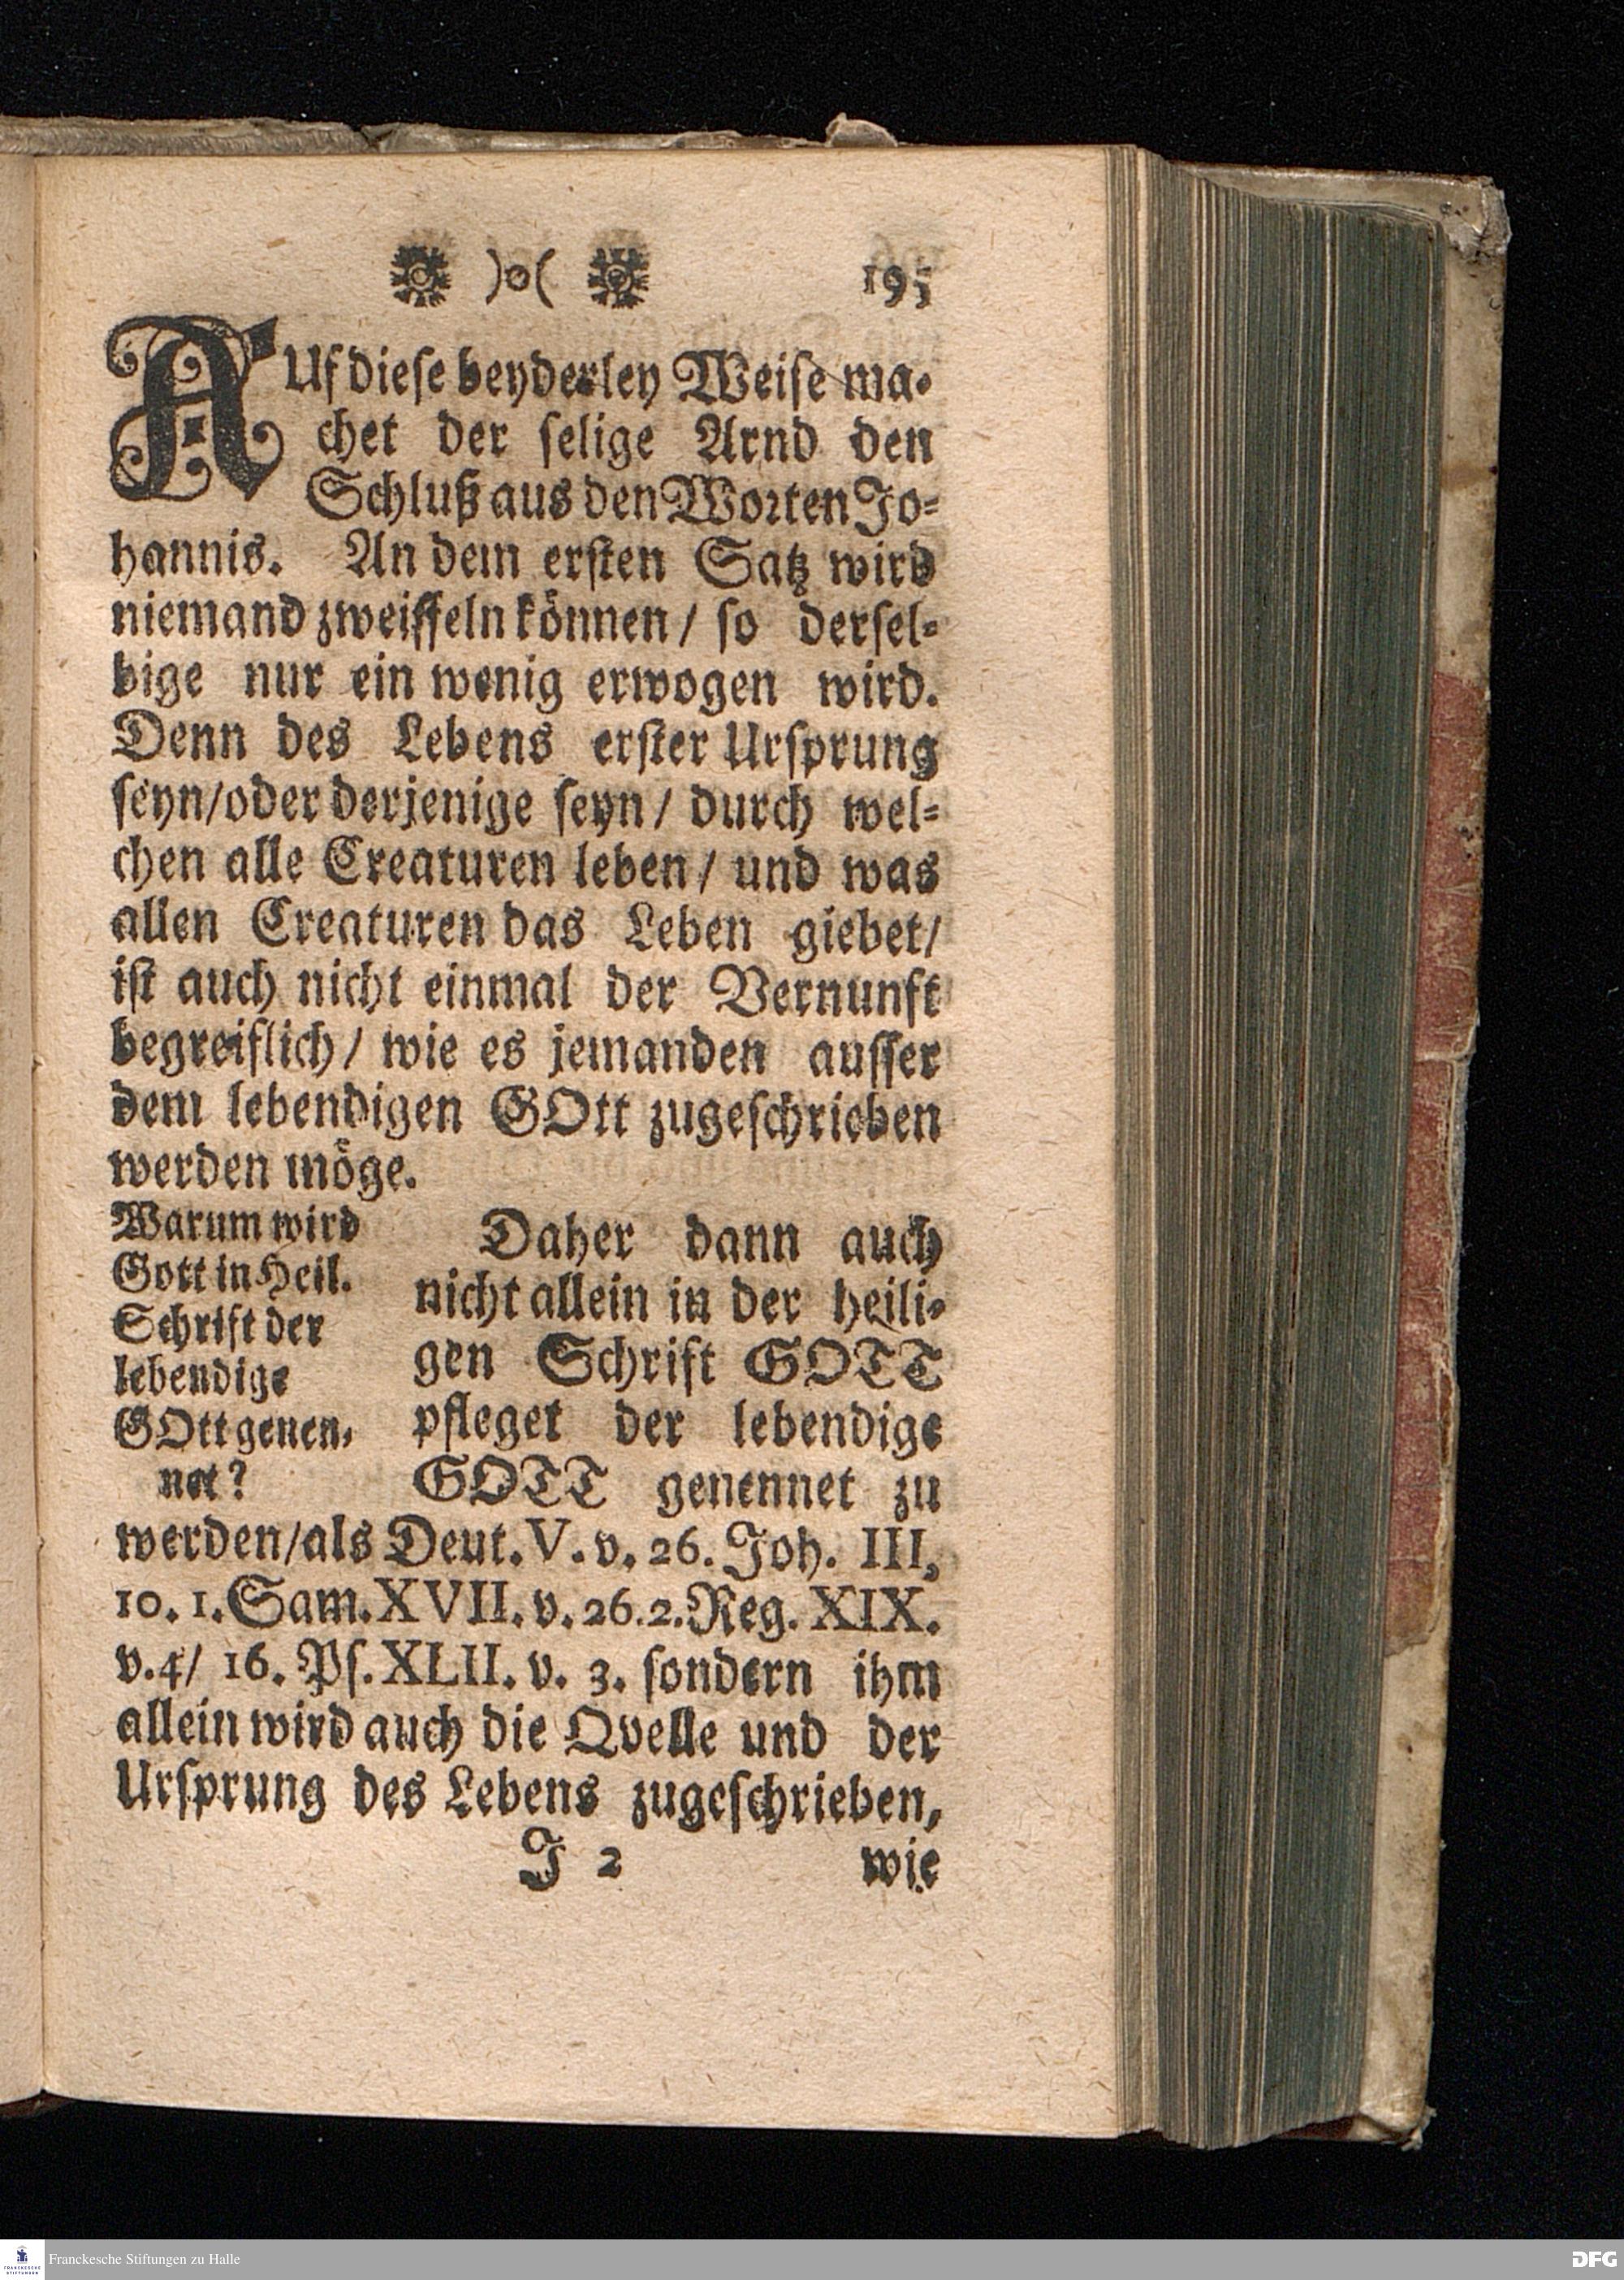 )o( 195
AUf diese beyderley Weise ma-
chet der selige Arnd den
Schluß aus den Worten Jo-
hannis. An dem ersten Satz wird
niemand zweiffeln können / so dersel-
bige nur ein wenig erwogen wird.
Denn des Lebens erster Ursprung
seyn/oder derjenige seyn / durch wel-
chen alle Creaturen leben / und was
allen Creaturen das Leben giebet/
ist auch nicht einmal der Vernunft
begreiflich / wie es jemanden ausser
dem lebendigen GOtt zugeschrieben
werden möge.
Warum wird
Gott in Heil.
Schrift der
lebendige
GOtt genen-
net?
Daher dann auch
nicht allein in der heili-
gen Schrift GOTT
pfleget der lebendige
GOTT genennet zu
werden/als Deut. V. v. 26. Joh. III,
10. 1. Sam. XVII. v. 26. 2. Reg. XIX.
v. 4/ 16. Ps. XLII. v. 3. sondern ihm
allein wird auch die Qvelle und der
Ursprung des Lebens zugeschrieben,
J 2 wie
Franckesche Stiftungen zu Halle
DFG